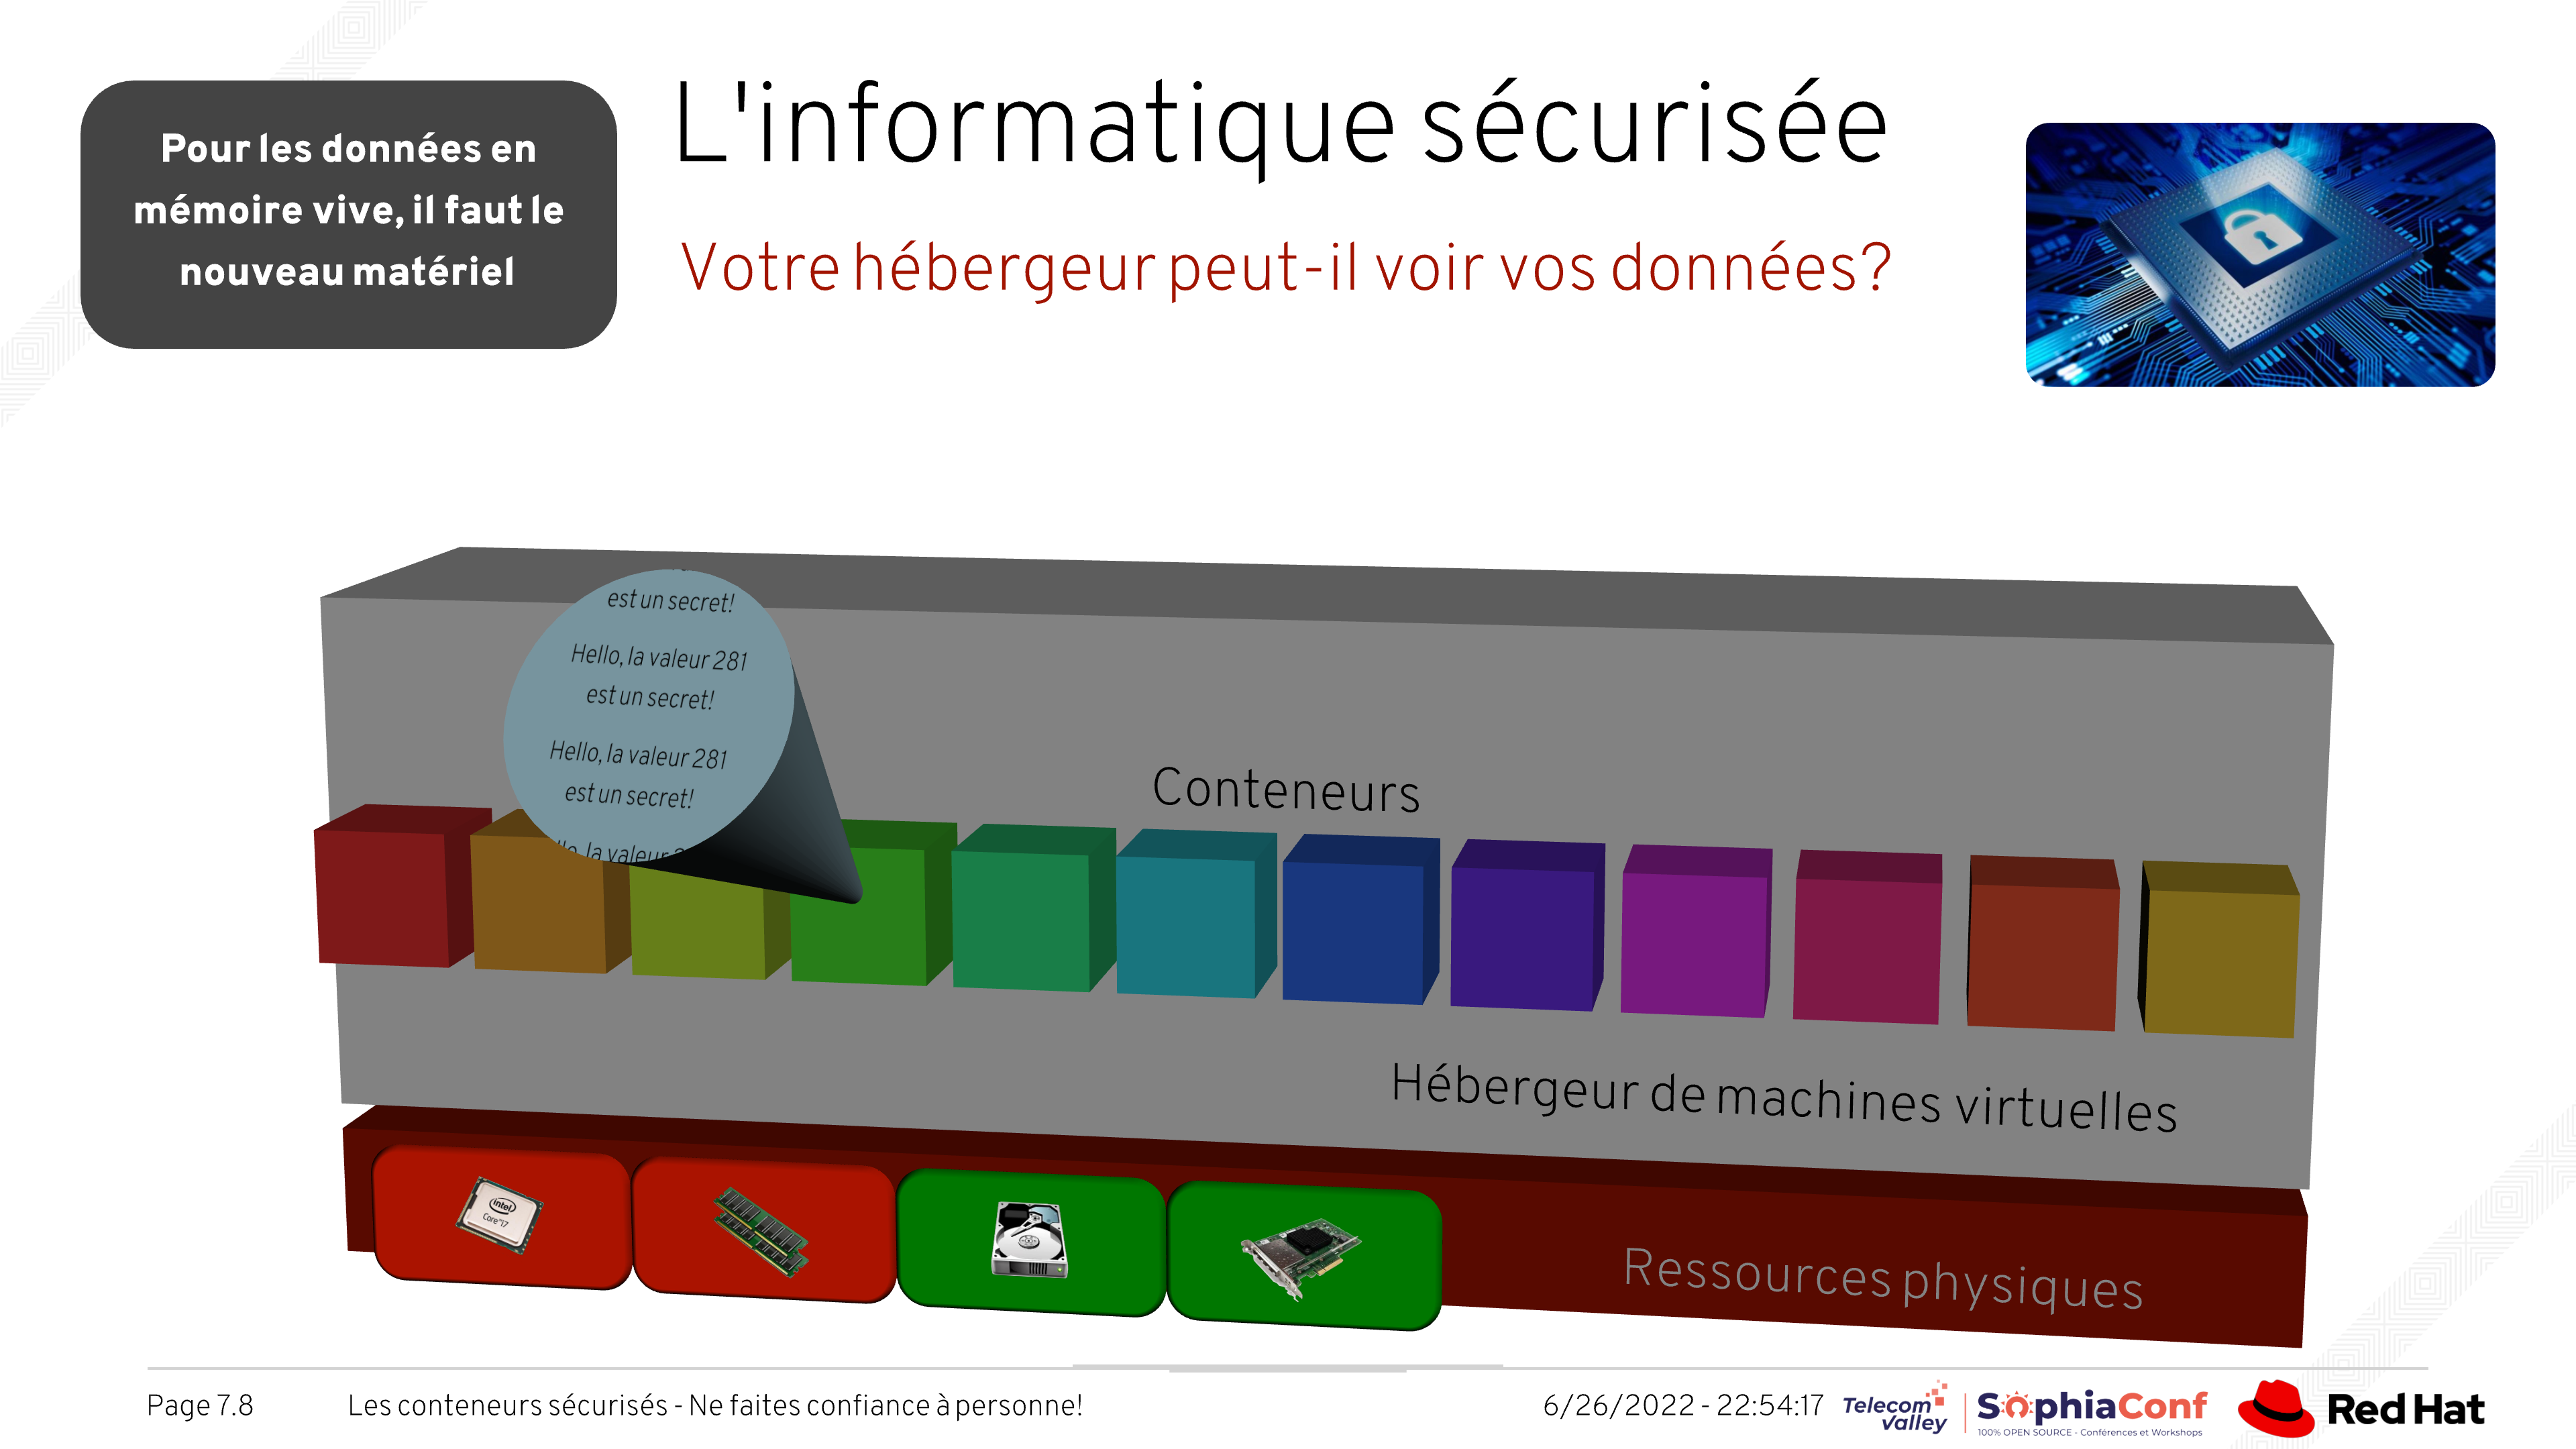 Pour les données en
mémoire vive, il faut le
nouveau matériel
L'informatique sécurisée
Votre hébergeur peut-il voir vos données?
est un secret!
Hello, la valeur 281
est un secret!
Hello, la valeur 281
est un secret!
la valeur
Conteneurs
Hébergeur de machines virtuelles
intel
Core i7
Ressources physiques
Page 7.8
Les conteneurs sécurisés - Ne faites confiance à personne!
6/26/2022 - 22:54:17
Telecom
Valley
SophiaConf
100% OPEN SOURCE - Conférences et Workshops
Red Hat